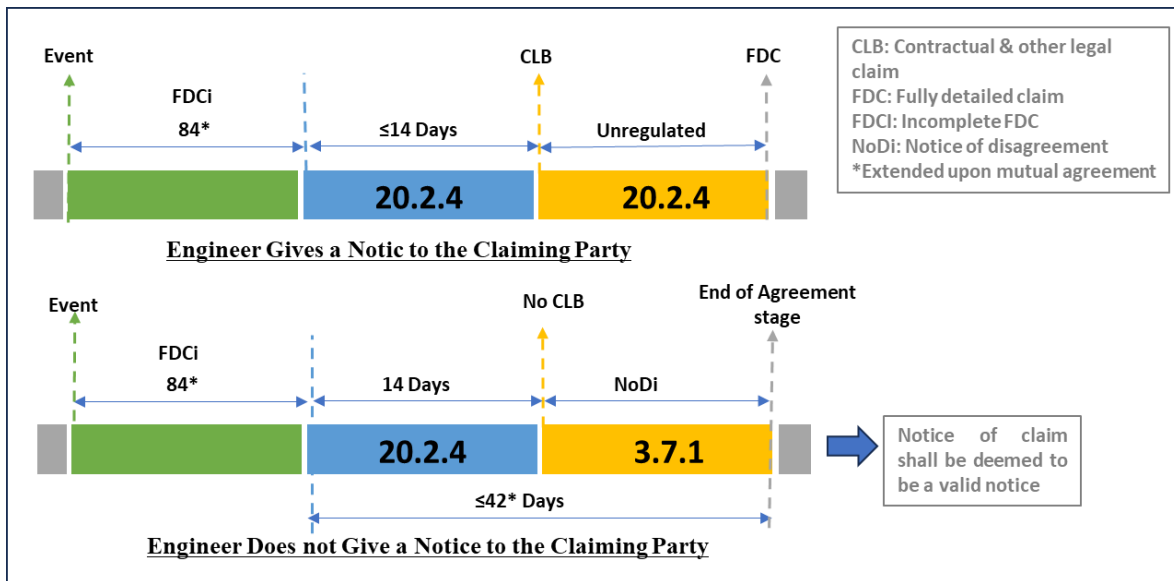 Event
CLB
FDC
FDCi
84*
≤14 Days
Unregulated
20.2.4
20.2.4
Engineer Gives a Notic to the Claiming Party
CLB: Contractual & other legal
claim
FDC: Fully detailed claim
FDCI: Incomplete FDC
NoDi: Notice of disagreement
*Extended upon mutual agreement
Event
No CLB
End of Agreement
stage
FDCi
84*
14 Days
NoDi
20.2.4
3.7.1
≤42* Days
Engineer Does not Give a Notice to the Claiming Party
Notice of claim
shall be deemed to
be a valid notice